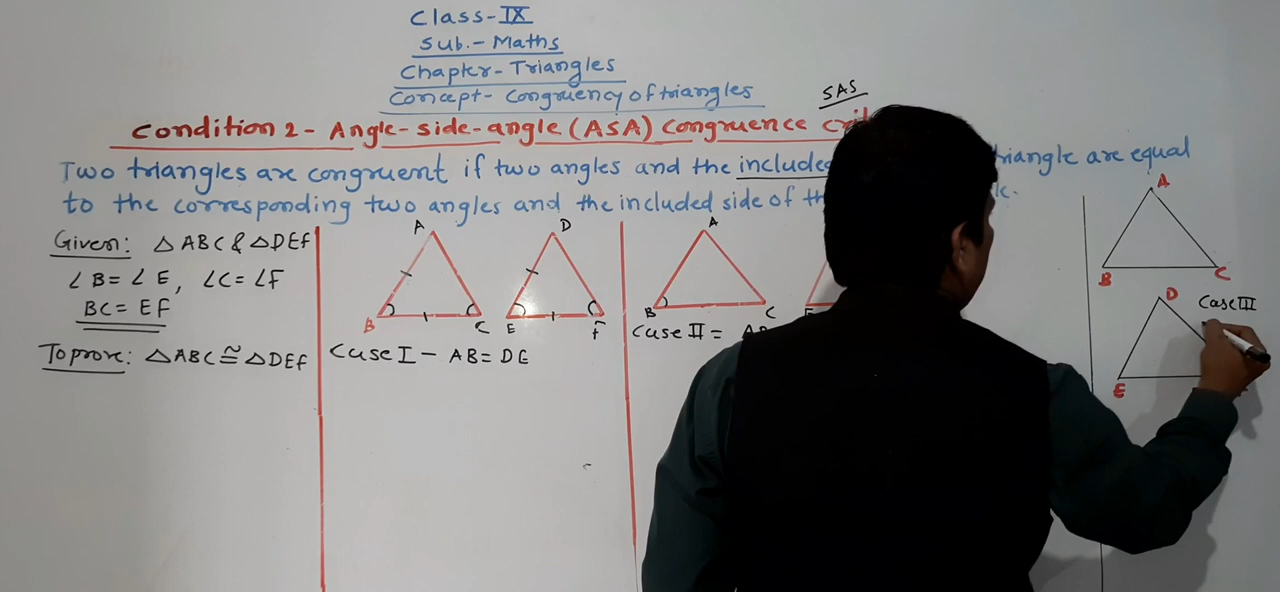 Class-IX
Sub.- Maths
Chapter- Triangles
Concept- Congruency of triangles
SAS
Condition 2 - Angle-side-angle (ASA) Congruence
Two triangles are congruent if two angles and the included triangle are equal
to the corresponding two angles and the included side of
Given: △ABC & △DEF
∠B=∠E, ∠C=∠F
BC=EF
To prove: △ABC ≅ △DEF
A
B
C
D
E
F
Case I - AB=DE
A
B
C
Case II =
A
B
C
D
E
Case III